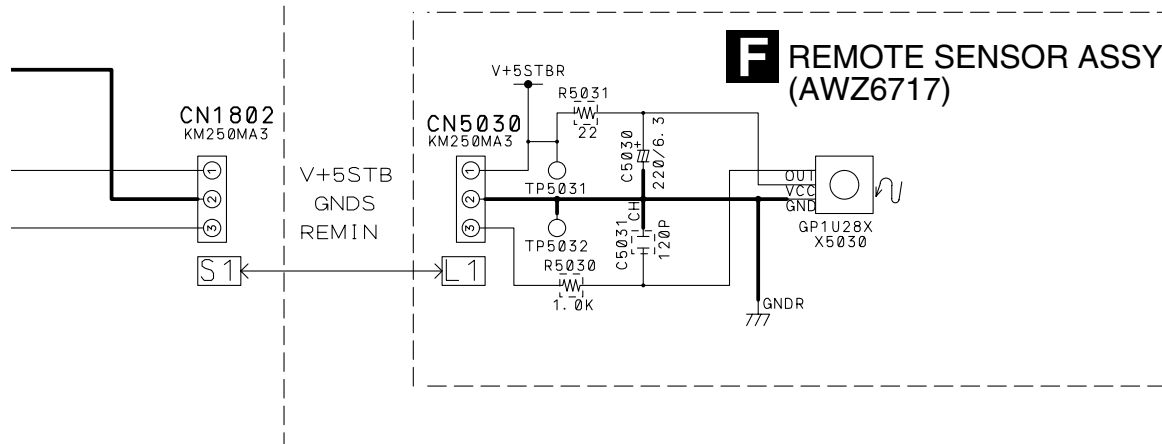 F REMOTE SENSOR ASSY
(AWZ6717)
CN1802
KM250MA3
1
2
3
S1
V+5STB
GNDS
REMIN
CN5030
KM250MA3
1
2
3
L1
V+5STBR
R5031
22
TP5031
TP5032
R5030
1.0K
C5030
+
220/6.3
C5031
CH
120P
OUT
VCC
GND
GP1U28X
X5030
GNDR